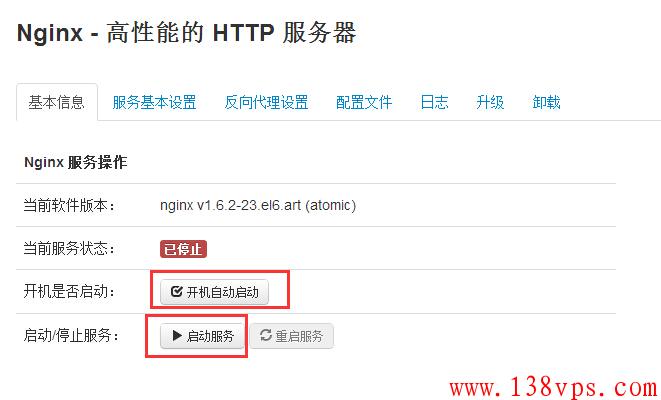 Nginx - 高性能的 HTTP 服务器
基本信息 服务基本设置 反向代理设置 配置文件 日志 升级 卸载
Nginx 服务操作
当前软件版本： nginx v1.6.2-23.el6.art (atomic)
当前服务状态： 已停止
开机是否启动： 开机自动启动
启动/停止服务： 启动服务 重启服务
www.138vps.com